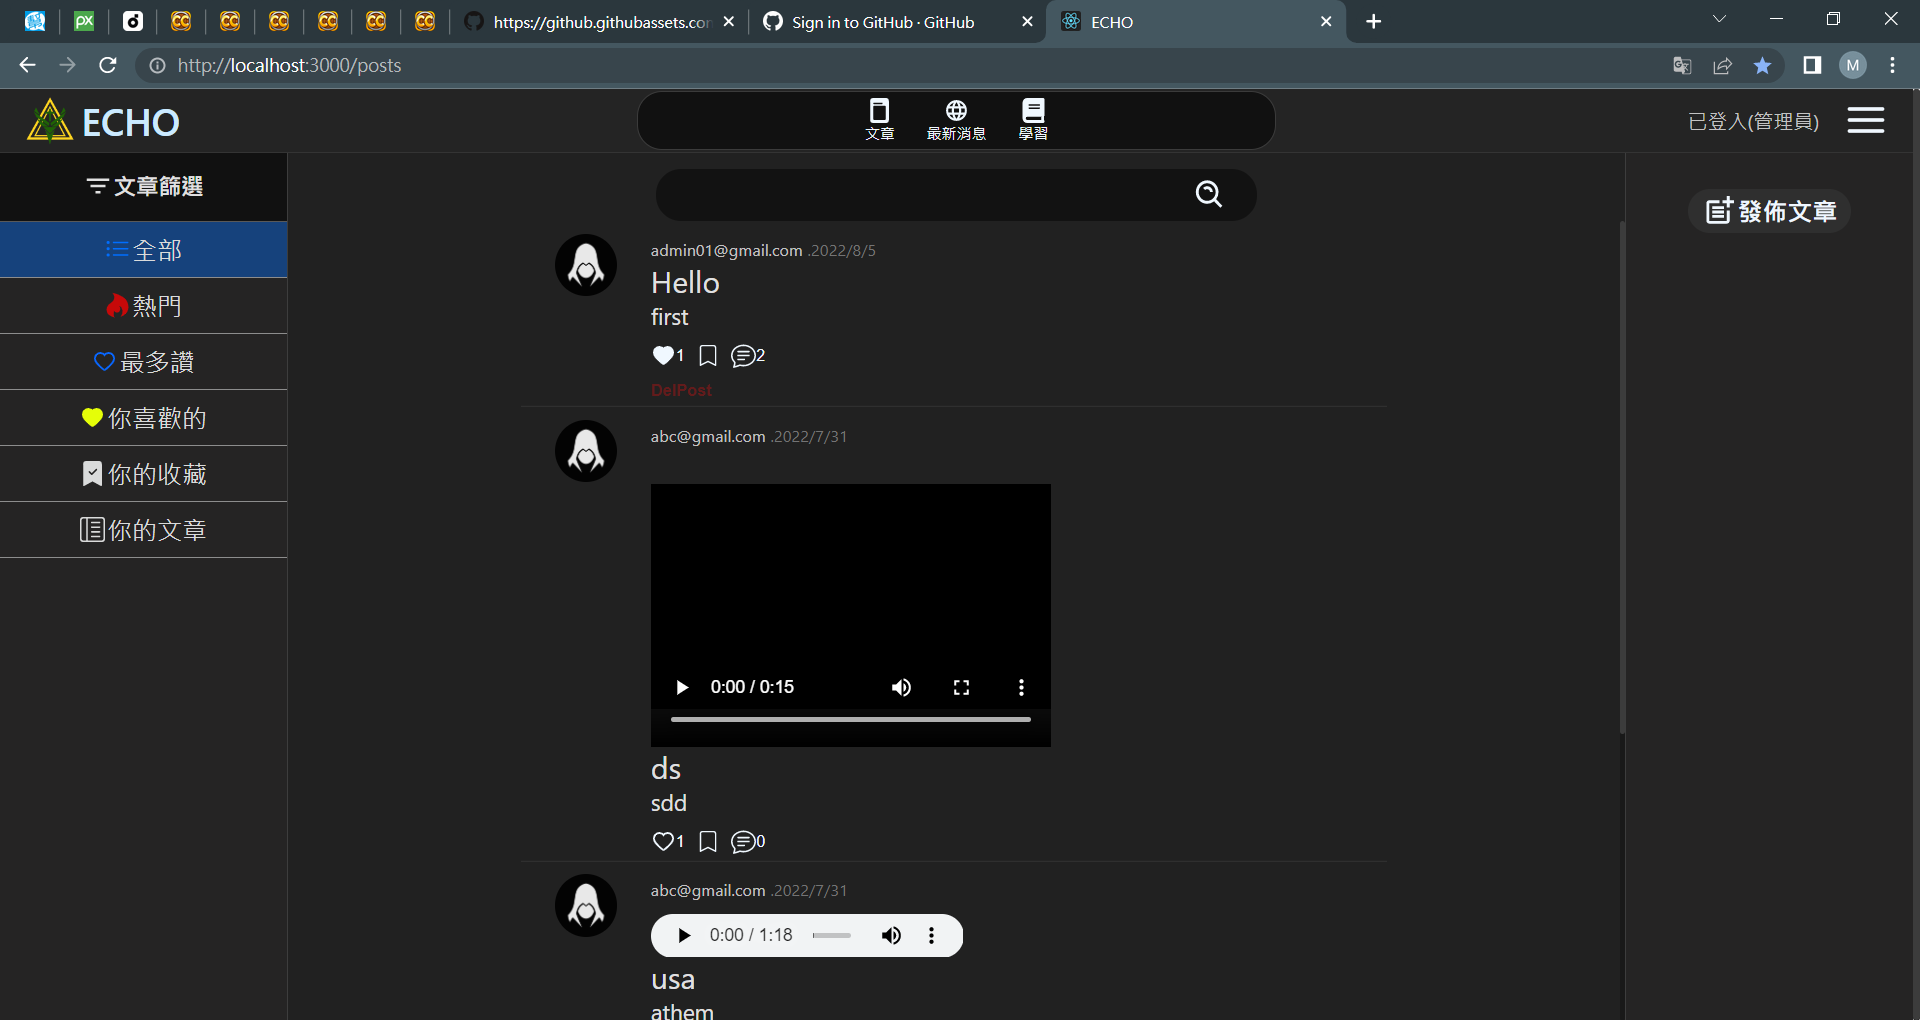 https://github.githubassets.con
Sign in to GitHub · GitHub
ECHO
http://localhost:3000/posts
M
ECHO
文章
最新消息
學習
已登入(管理員)
文章篩選
全部
熱門
最多讚
你喜歡的
你的收藏
你的文章
發佈文章
admin01@gmail.com .2022/8/5
Hello
first
1
2
DelPost
abc@gmail.com .2022/7/31
0:00 / 0:15
ds
sdd
1
0
abc@gmail.com .2022/7/31
0:00 / 1:18
usa
athem